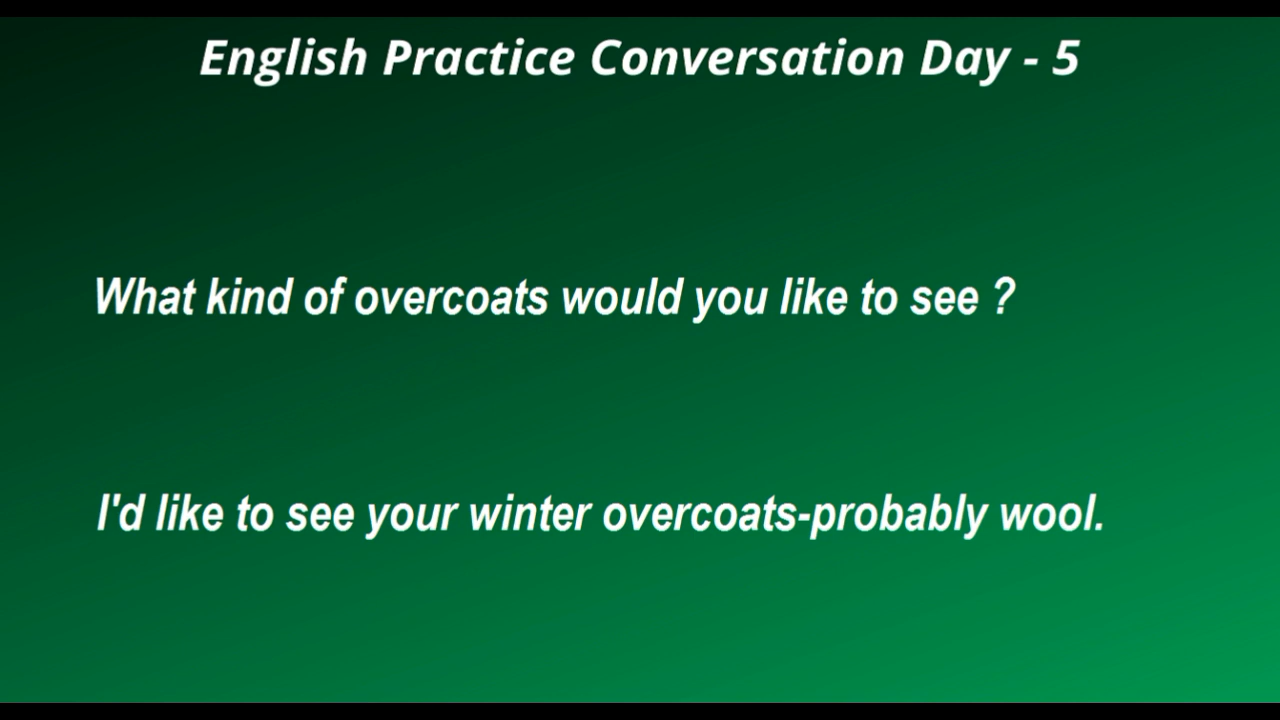 English Practice Conversation Day - 5
What kind of overcoats would you like to see ?
I'd like to see your winter overcoats-probably wool.